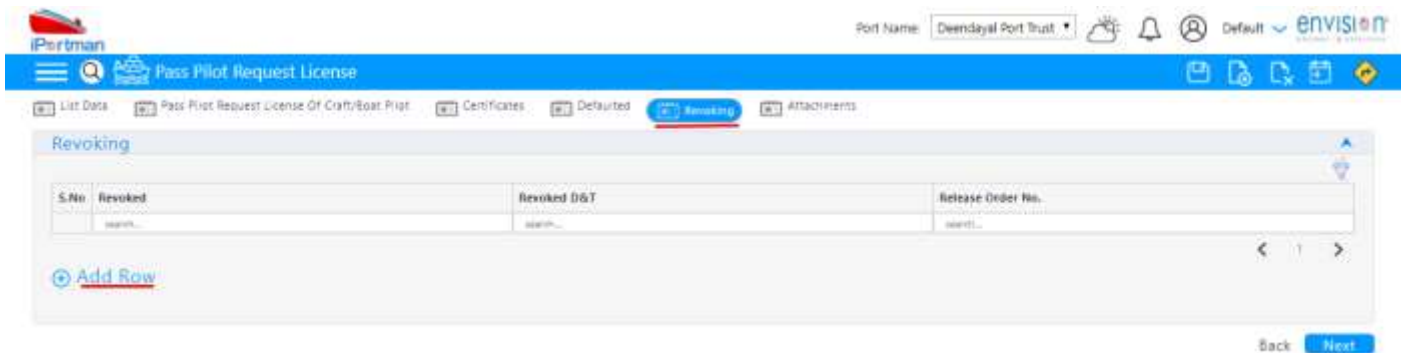 Port Name Deendayal Port Trust Default envision
iPortman
Pass Pilot Request License
List Data Pass Pilot Request License Of Craft/Boat Pilot Certificates Defaulted Revoking Attachments
Revoking
S.No Revoked Revoked D&T Release Order No.
search... search... search...
1
Add Row
Back Next